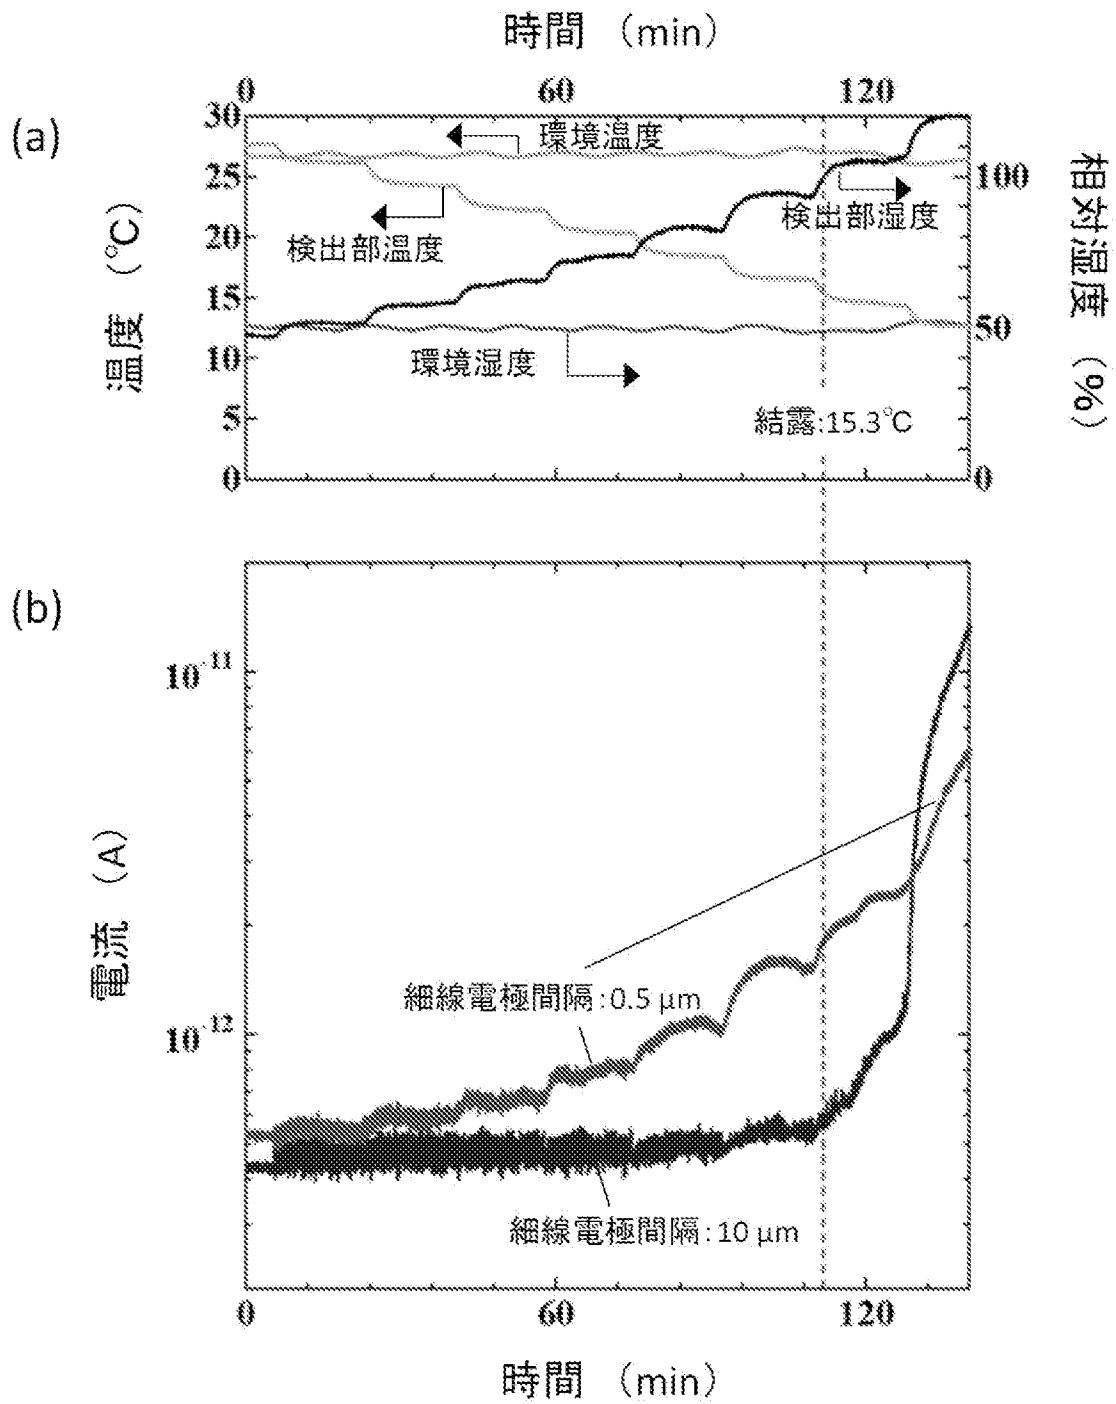 時間 (min)
0 60 120
(a)
30
25
20
15
10
5
0
温度 (℃)
環境温度
検出部温度
検出部湿度
環境湿度
結露:15.3℃
100
50
0
相対湿度 (%)
(b)
10-11
10-12
電流 (A)
細線電極間隔:0.5 μm
細線電極間隔:10 μm
0 60 120
時間 (min)